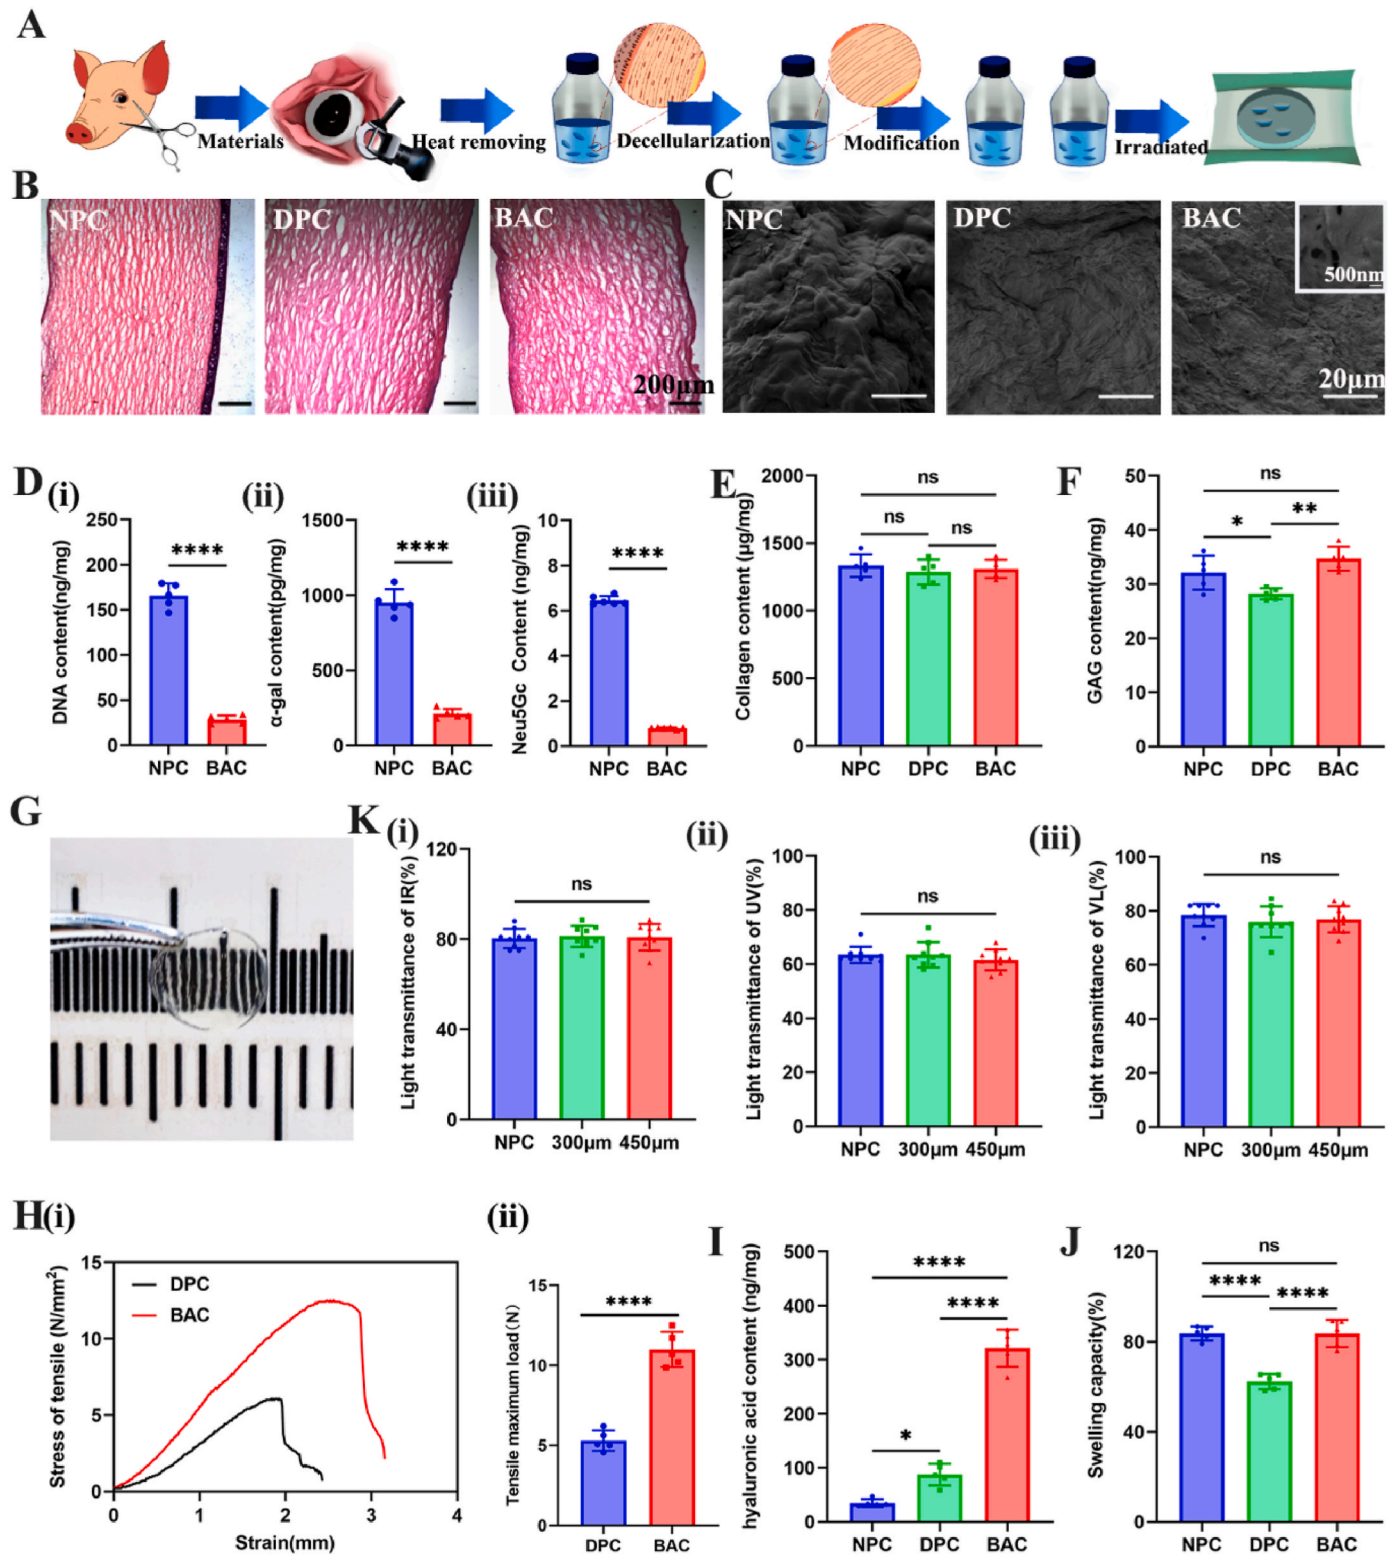 A
Materials
Heat removing
Decellularization
Modification
Irradiated
B
NPC
DPC
BAC
200μm
C
NPC
DPC
BAC
500nm
20μm
D
(i)
DNA content(ng/mg)
250
200
150
100
50
0
****
NPC BAC
(ii)
α-gal content(pg/mg)
1500
1000
500
0
****
NPC BAC
(iii)
Neu5Gc Content (ng/mg)
10
8
6
4
2
0
****
NPC BAC
E
Collagen content (μg/mg)
2000
1500
1000
500
0
ns
ns
ns
NPC DPC BAC
F
GAG content(ng/mg)
50
40
30
20
10
0
ns
*
**
NPC DPC BAC
G
K
(i)
Light transmittance of IR(%)
120
80
40
0
ns
NPC 300μm 450μm
(ii)
Light transmittance of UV(%)
100
80
60
40
20
0
ns
NPC 300μm 450μm
(iii)
Light transmittance of VL(%)
100
80
60
40
20
0
ns
NPC 300μm 450μm
H(i)
Stress of tensile (N/mm²)
15
10
5
0
DPC
BAC
0 1 2 3 4
Strain(mm)
(ii)
Tensile maximum load(N)
15
10
5
0
****
DPC BAC
I
hyaluronic acid content (ng/mg)
500
400
300
200
100
0
****
****
*
NPC DPC BAC
J
Swelling capacity(%)
120
80
40
0
ns
****
****
NPC DPC BAC